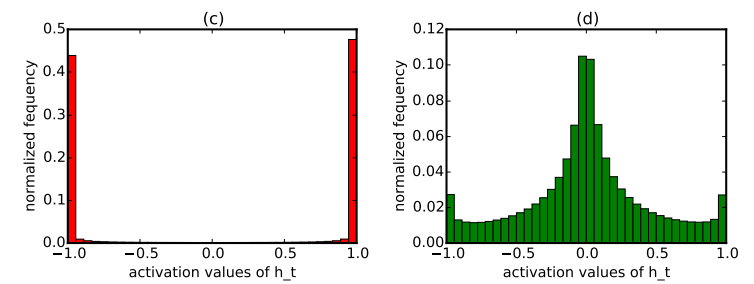 (c)
normalized fequency
0.5
0.4
0.3
0.2
0.1
0.0
−1.0 −0.5 0.0 0.5 1.0
activation values of h_t
(d)
normalized fequency
0.12
0.10
0.08
0.06
0.04
0.02
0.00
−1.0 −0.5 0.0 0.5 1.0
activation values of h_t